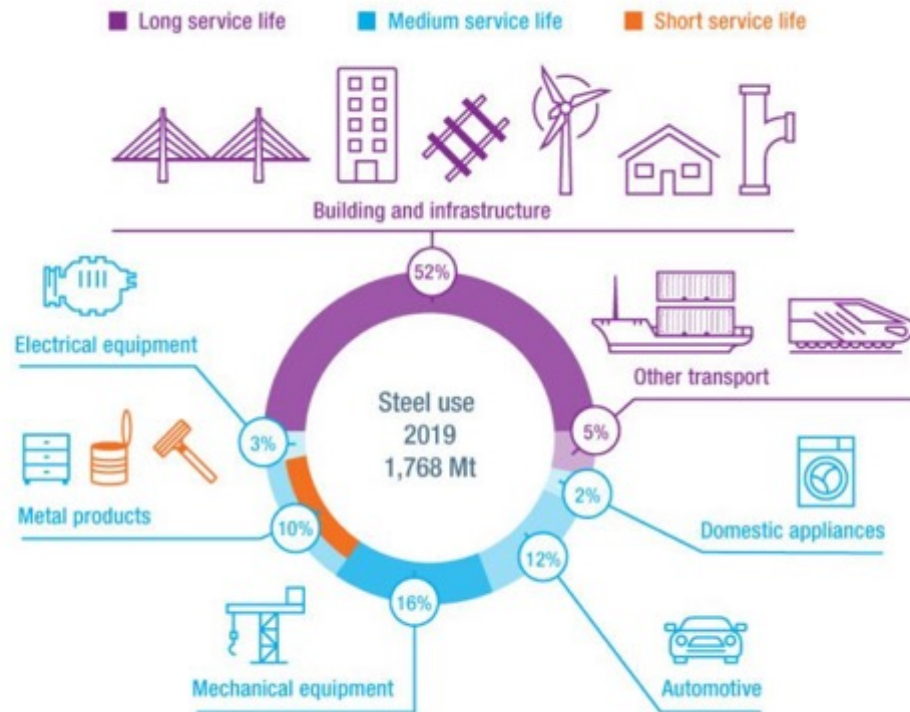 Long service life
Medium service life
Short service life
Building and infrastructure
52%
Electrical equipment
Other transport
Steel use
2019
1,768 Mt
3%
5%
Metal products
2%
Domestic appliances
10%
12%
16%
Mechanical equipment
Automotive